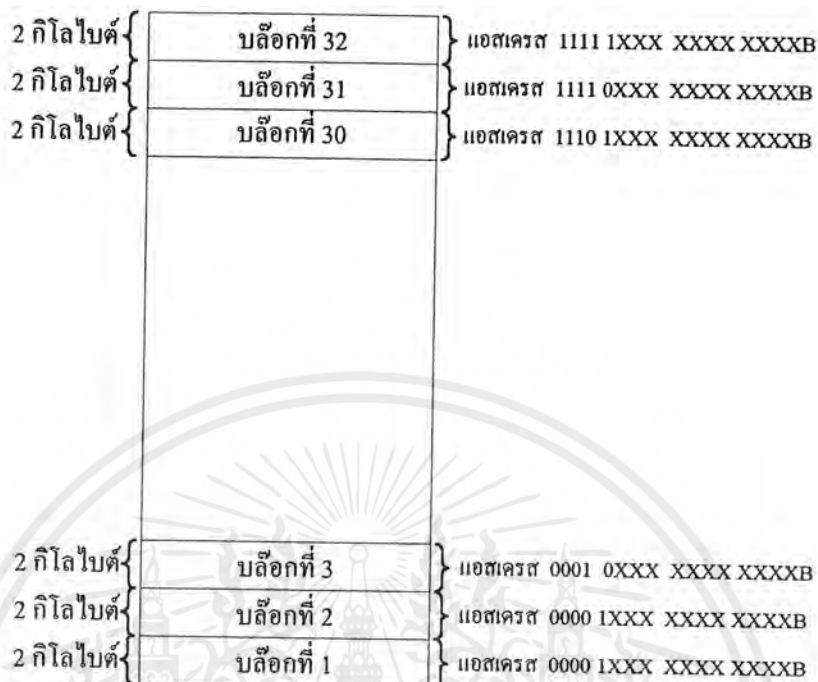 2 กิโลไบต์ บล๊อกที่ 32 แอสเดรส 1111 1XXX XXXX XXXXB
2 กิโลไบต์ บล๊อกที่ 31 แอสเดรส 1111 0XXX XXXX XXXXB
2 กิโลไบต์ บล๊อกที่ 30 แอสเดรส 1110 1XXX XXXX XXXXB
2 กิโลไบต์ บล๊อกที่ 3 แอสเดรส 0001 0XXX XXXX XXXXB
2 กิโลไบต์ บล๊อกที่ 2 แอสเดรส 0000 1XXX XXXX XXXXB
2 กิโลไบต์ บล๊อกที่ 1 แอสเดรส 0000 1XXX XXXX XXXXB